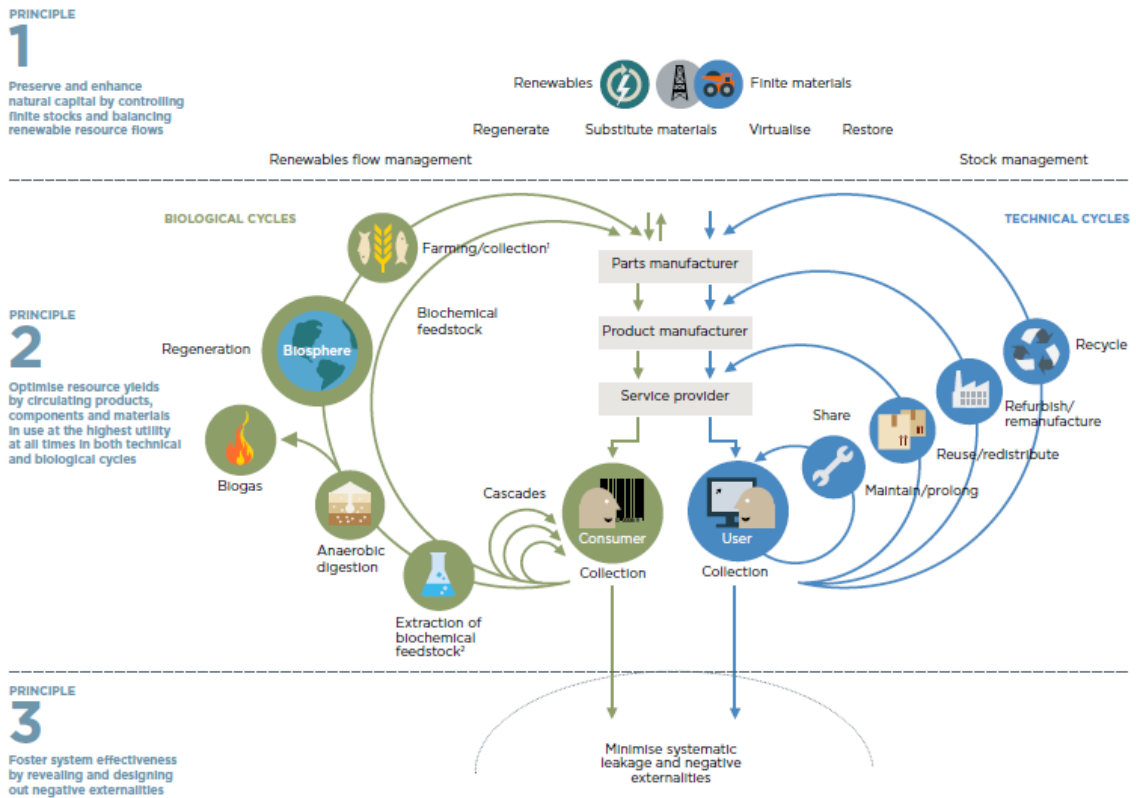 PRINCIPLE
1
Preserve and enhance
natural capital by controlling
finite stocks and balancing
renewable resource flows
Renewables
Finite materials
Regenerate
Substitute materials
Virtualise
Restore
Renewables flow management
Stock management
PRINCIPLE
2
Optimise resource yields
by circulating products,
components and materials
in use at the highest utility
at all times in both technical
and biological cycles
BIOLOGICAL CYCLES
TECHNICAL CYCLES
Farming/collection¹
Parts manufacturer
Biochemical
feedstock
Product manufacturer
Regeneration
Biosphere
Recycle
Service provider
Share
Refurbish/
remanufacture
Reuse/redistribute
Biogas
Cascades
Maintain/prolong
Consumer
User
Anaerobic
digestion
Collection
Collection
Extraction of
biochemical
feedstock²
PRINCIPLE
3
Foster system effectiveness
by revealing and designing
out negative externalities
Minimise systematic
leakage and negative
externalities